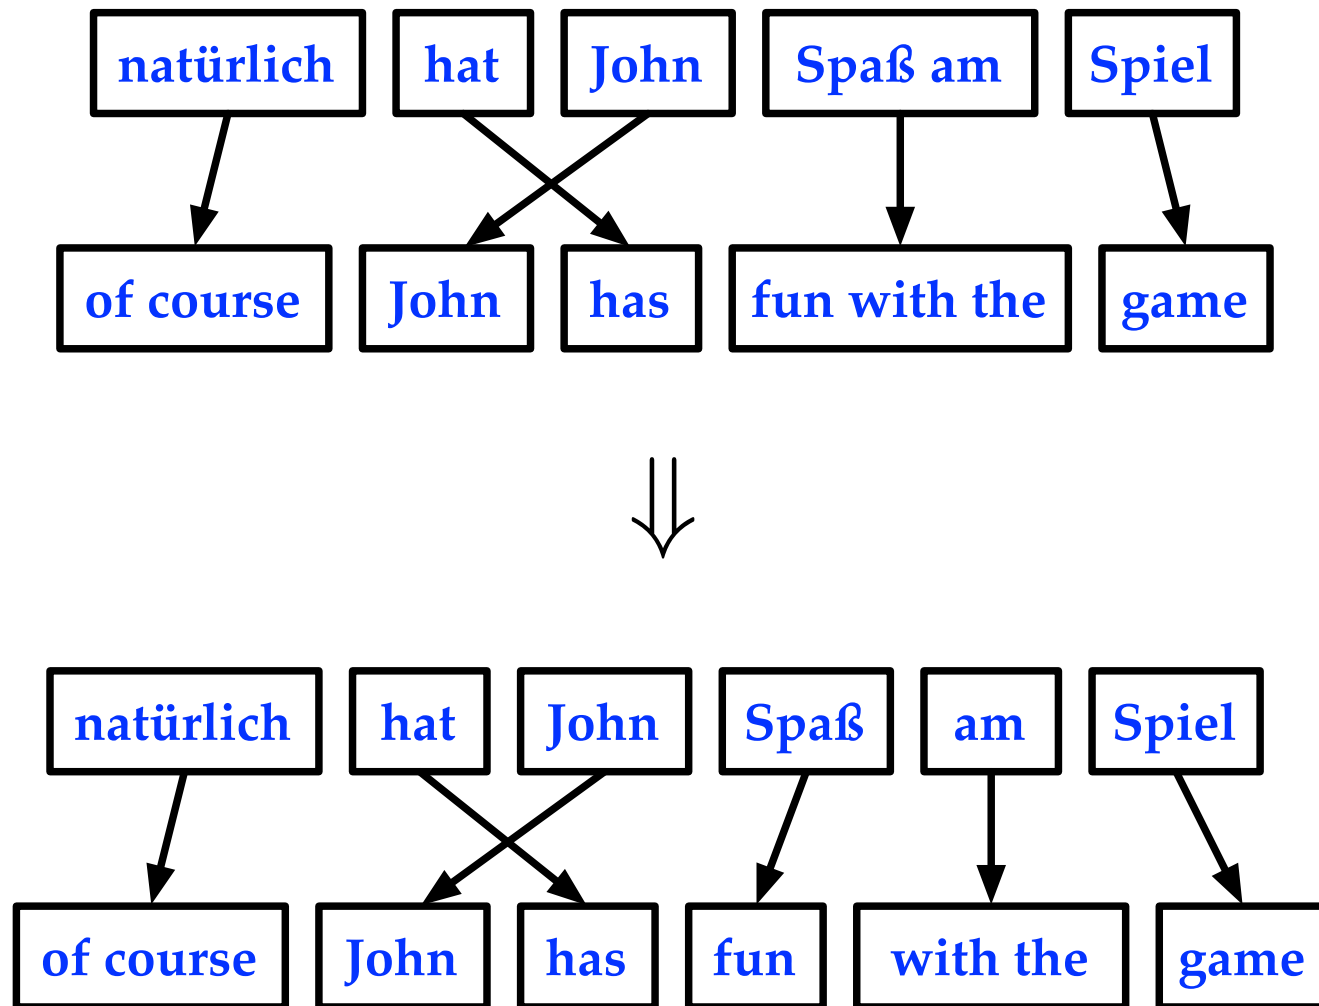 natürlich hat John Spaß am Spiel
of course John has fun with the game
natürlich hat John Spaß am Spiel
of course John has fun with the game